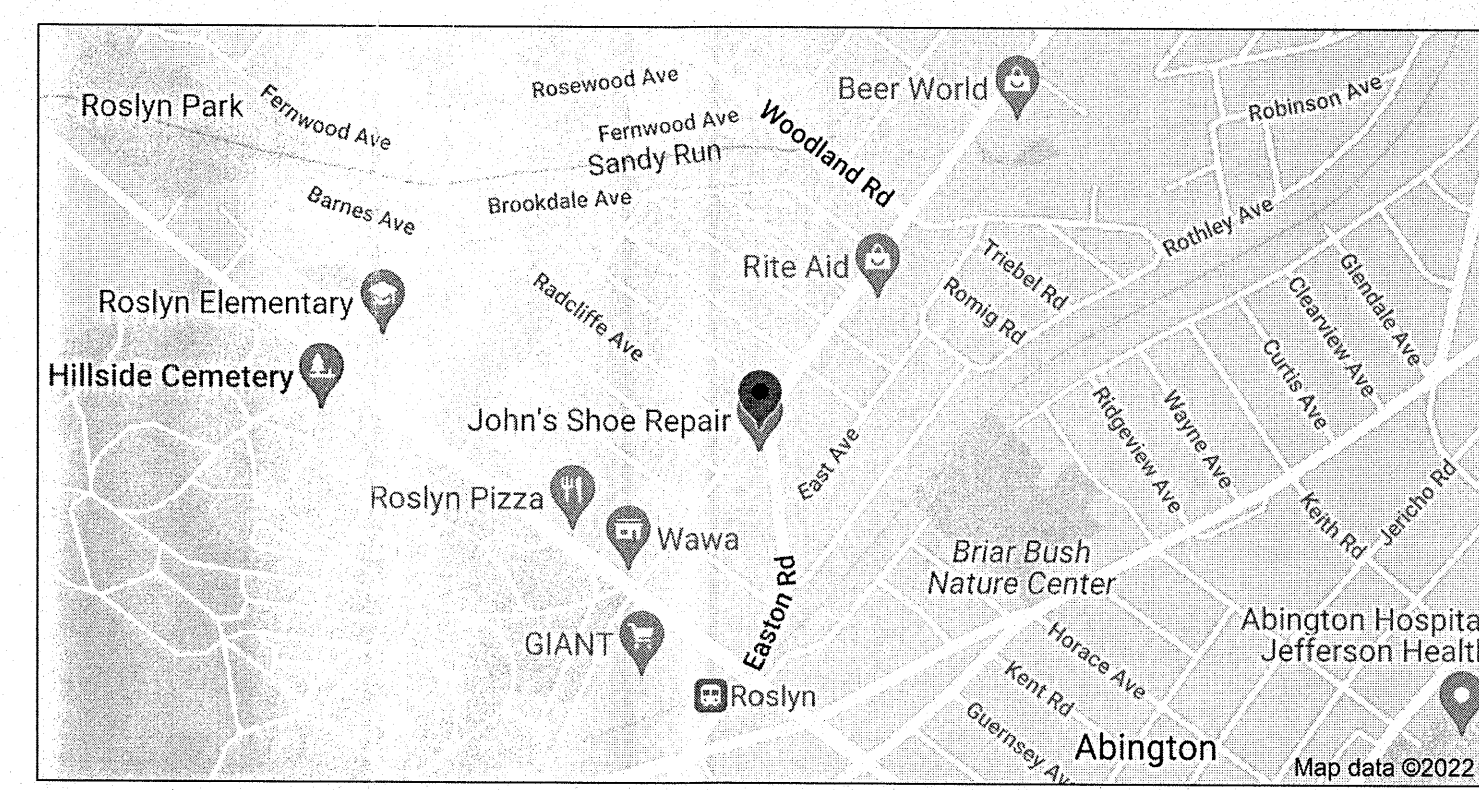 Rosewood Ave
Beer World
Robinson Ave
Roslyn Park
Fernwood Ave
Fernwood Ave
Woodland Rd
Sandy Run
Barnes Ave
Brookdale Ave
Rothley Ave
Rite Aid
Triebel Rd
Glendale Ave
Roslyn Elementary
Radcliffe Ave
Romig Rd
Clearview Ave
Hillside Cemetery
Curtis Ave
John's Shoe Repair
Ridgeview Ave
Wayne Ave
East Ave
Roslyn Pizza
Keith Rd
Jericho Rd
Wawa
Briar Bush
Nature Center
Easton Rd
GIANT
Abington Hospita
Jefferson Healt
Horace Ave
Kent Rd
Roslyn
Guernsey Av
Abington
Map data ©2022